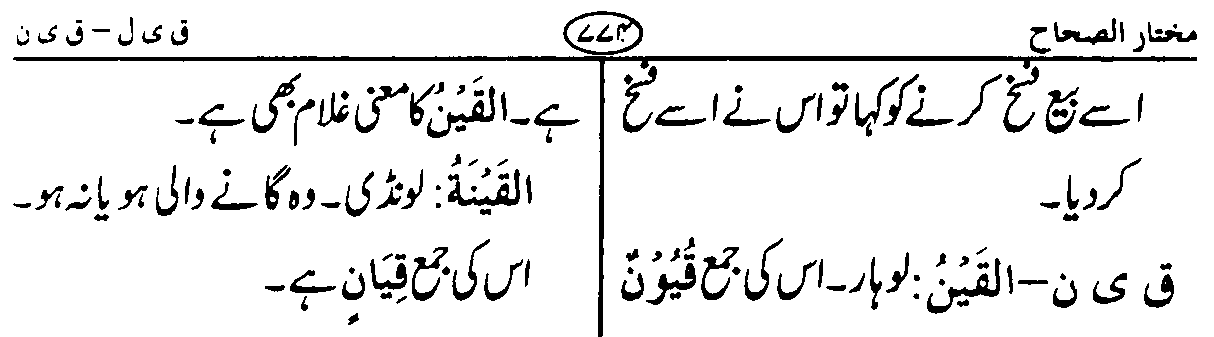 مختار الصحاح ۷۷۴ ق ی ل – ق ی ن
اسے بیع فسخ کرنے کو کہا تو اس نے اسے فسخ
کر دیا۔
ق ی ن – القَیْنُ: لوہار۔ اس کی جمع قُیُوْنٌ
ہے۔ القَیْنُ کا معنی غلام بھی ہے۔
القَیْنَةُ: لونڈی۔ وہ گانے والی ہو یا نہ ہو۔
اس کی جمع قِیَانٍ ہے۔